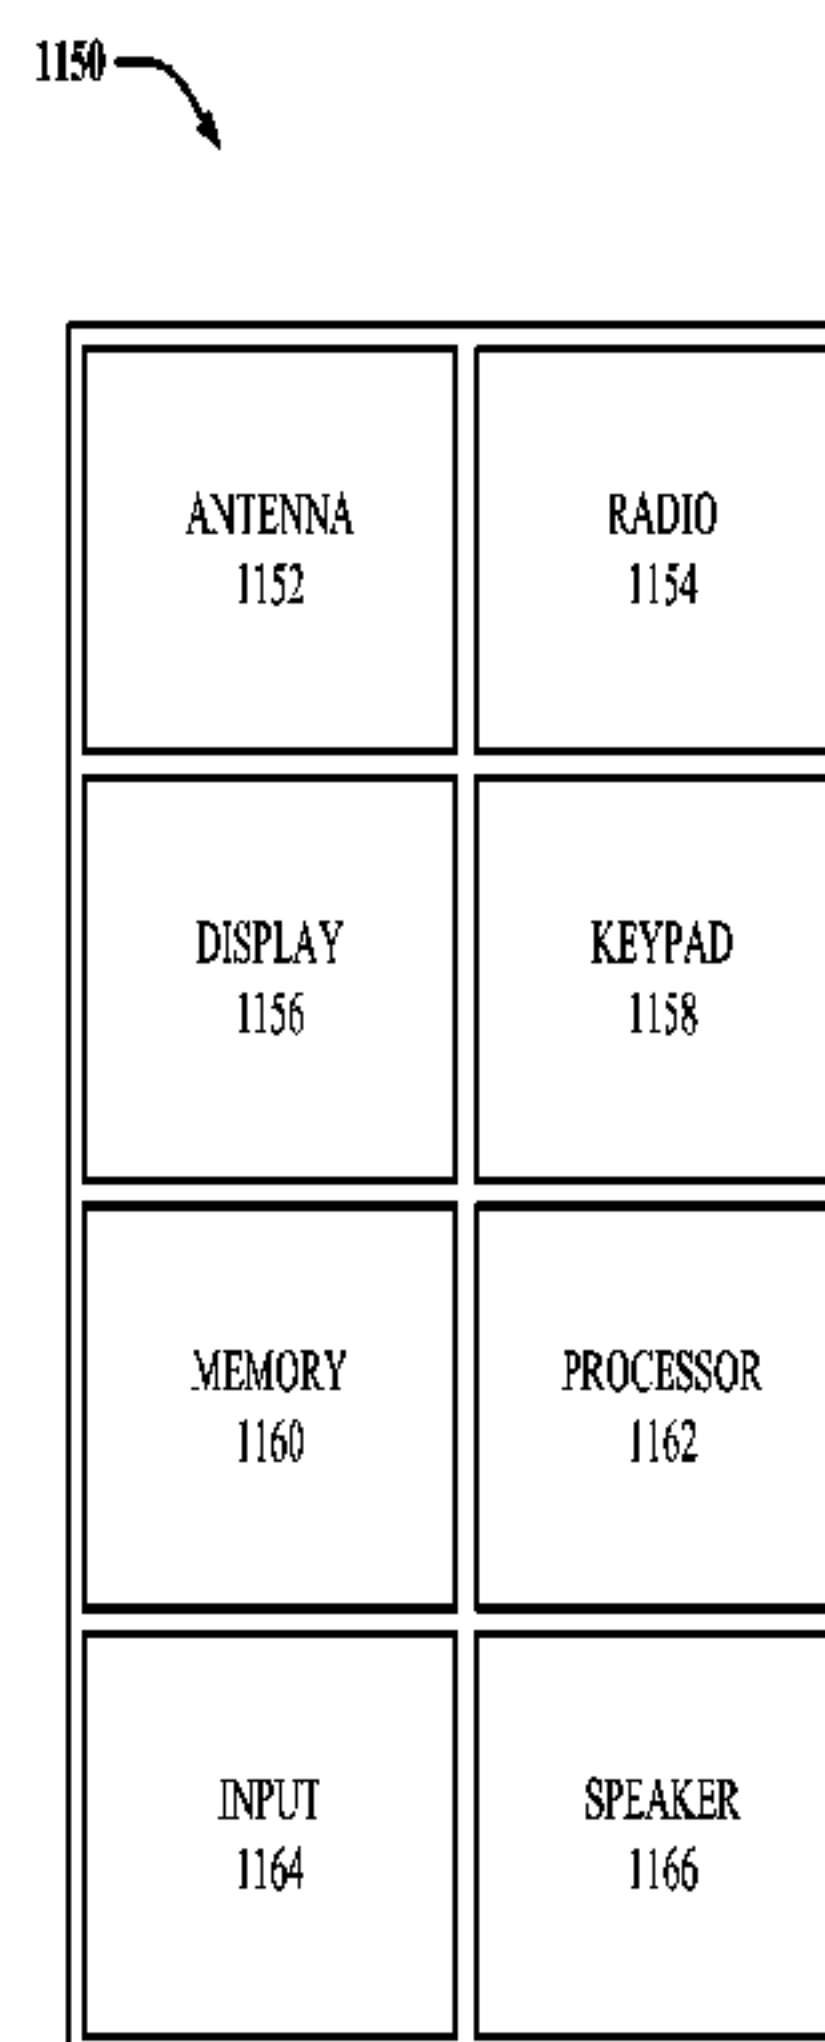 1150
ANTENNA
1152
RADIO
1154
DISPLAY
1156
KEYPAD
1158
MEMORY
1160
PROCESSOR
1162
INPUT
1164
SPEAKER
1166